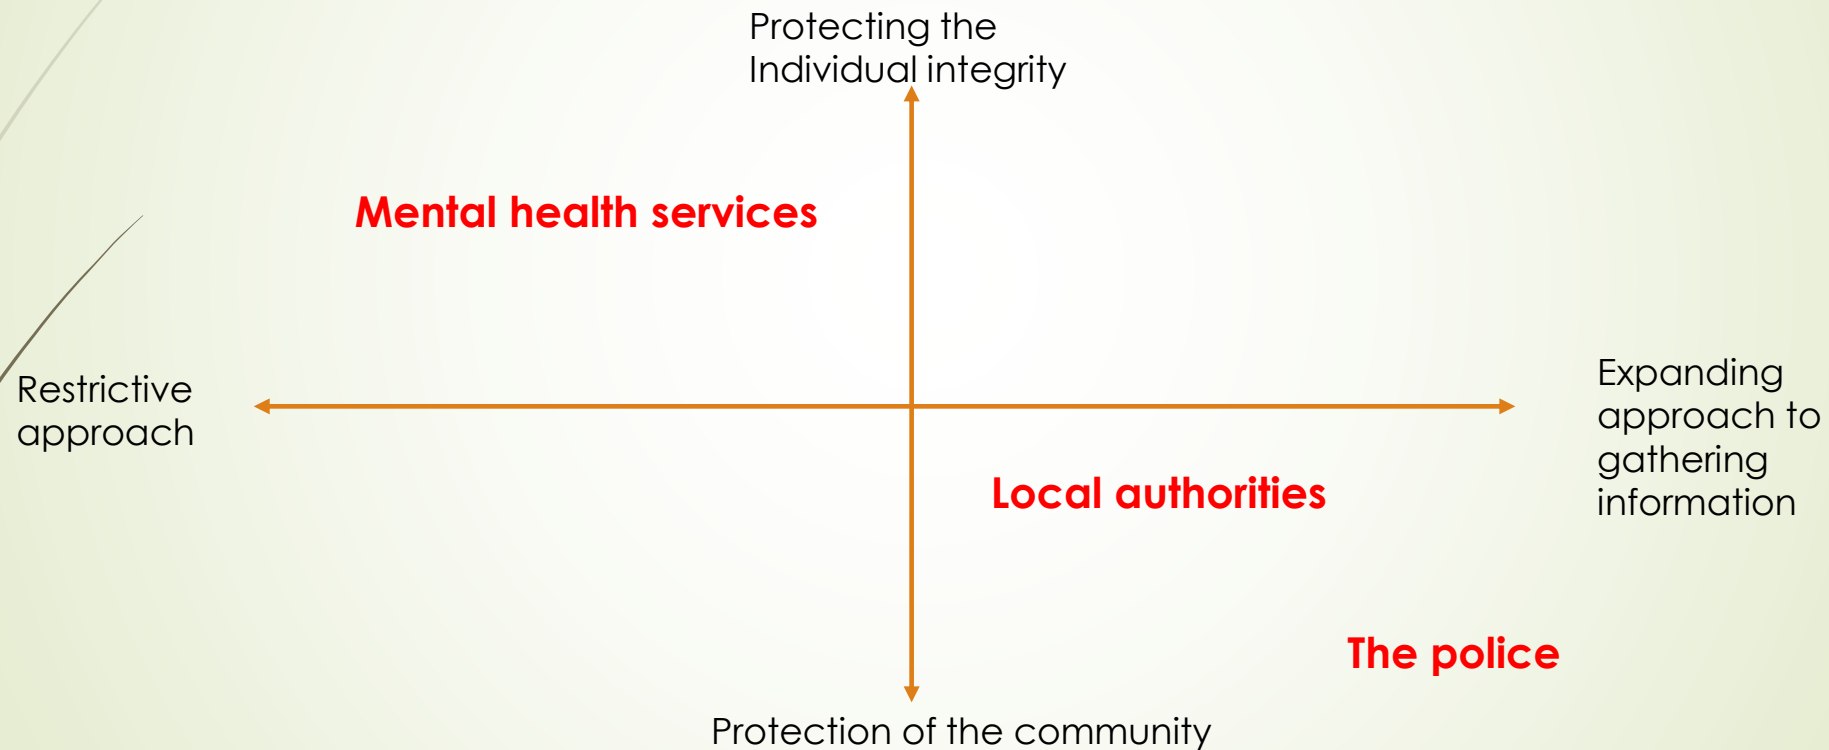 Protecting the
Individual integrity
Mental health services
Restrictive
approach
Expanding
approach to
gathering
information
Local authorities
The police
Protection of the community